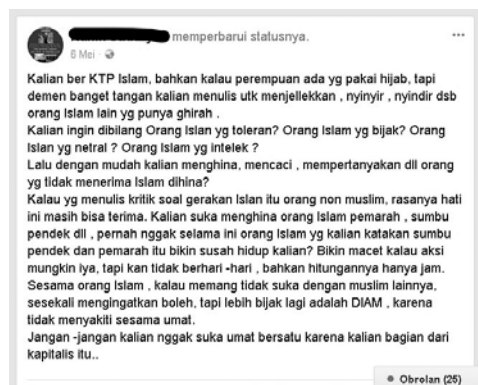 memperbarui statusnya.
6 Mei
Kalian ber KTP Islam, bahkan kalau perempuan ada yg pakai hijab, tapi
demen banget tangan kalian menulis utk menjellekkan , nyinyir , nyindir dsb
orang Islam lain yg punya ghirah .
Kalian ingin dibilang Orang Islan yg toleran? Orang Islam yg bijak? Orang
Islan yg netral ? Orang Islam yg intelek ?
Lalu dengan mudah kalian menghina, mencaci , mempertanyakan dll orang
yg tidak menerima Islam dihina?
Kalau yg menulis kritik soal gerakan Islan itu orang non muslim, rasanya hati
ini masih bisa terima. Kalian suka menghina orang Islam pemarah , sumbu
pendek dll , pernah nggak selama ini orang Islam yg kalian katakan sumbu
pendek dan pemarah itu bikin susah hidup kalian? Bikin macet kalau aksi
mungkin iya, tapi kan tidak berhari -hari , bahkan hitungannya hanya jam.
Sesama orang Islam , kalau memang tidak suka dengan muslim lainnya,
sesekali mengingatkan boleh, tapi lebih bijak lagi adalah DIAM , karena
tidak menyakiti sesama umat.
Jangan -jangan kalian nggak suka umat bersatu karena kalian bagian dari
kapitalis itu..
Obrolan (25)